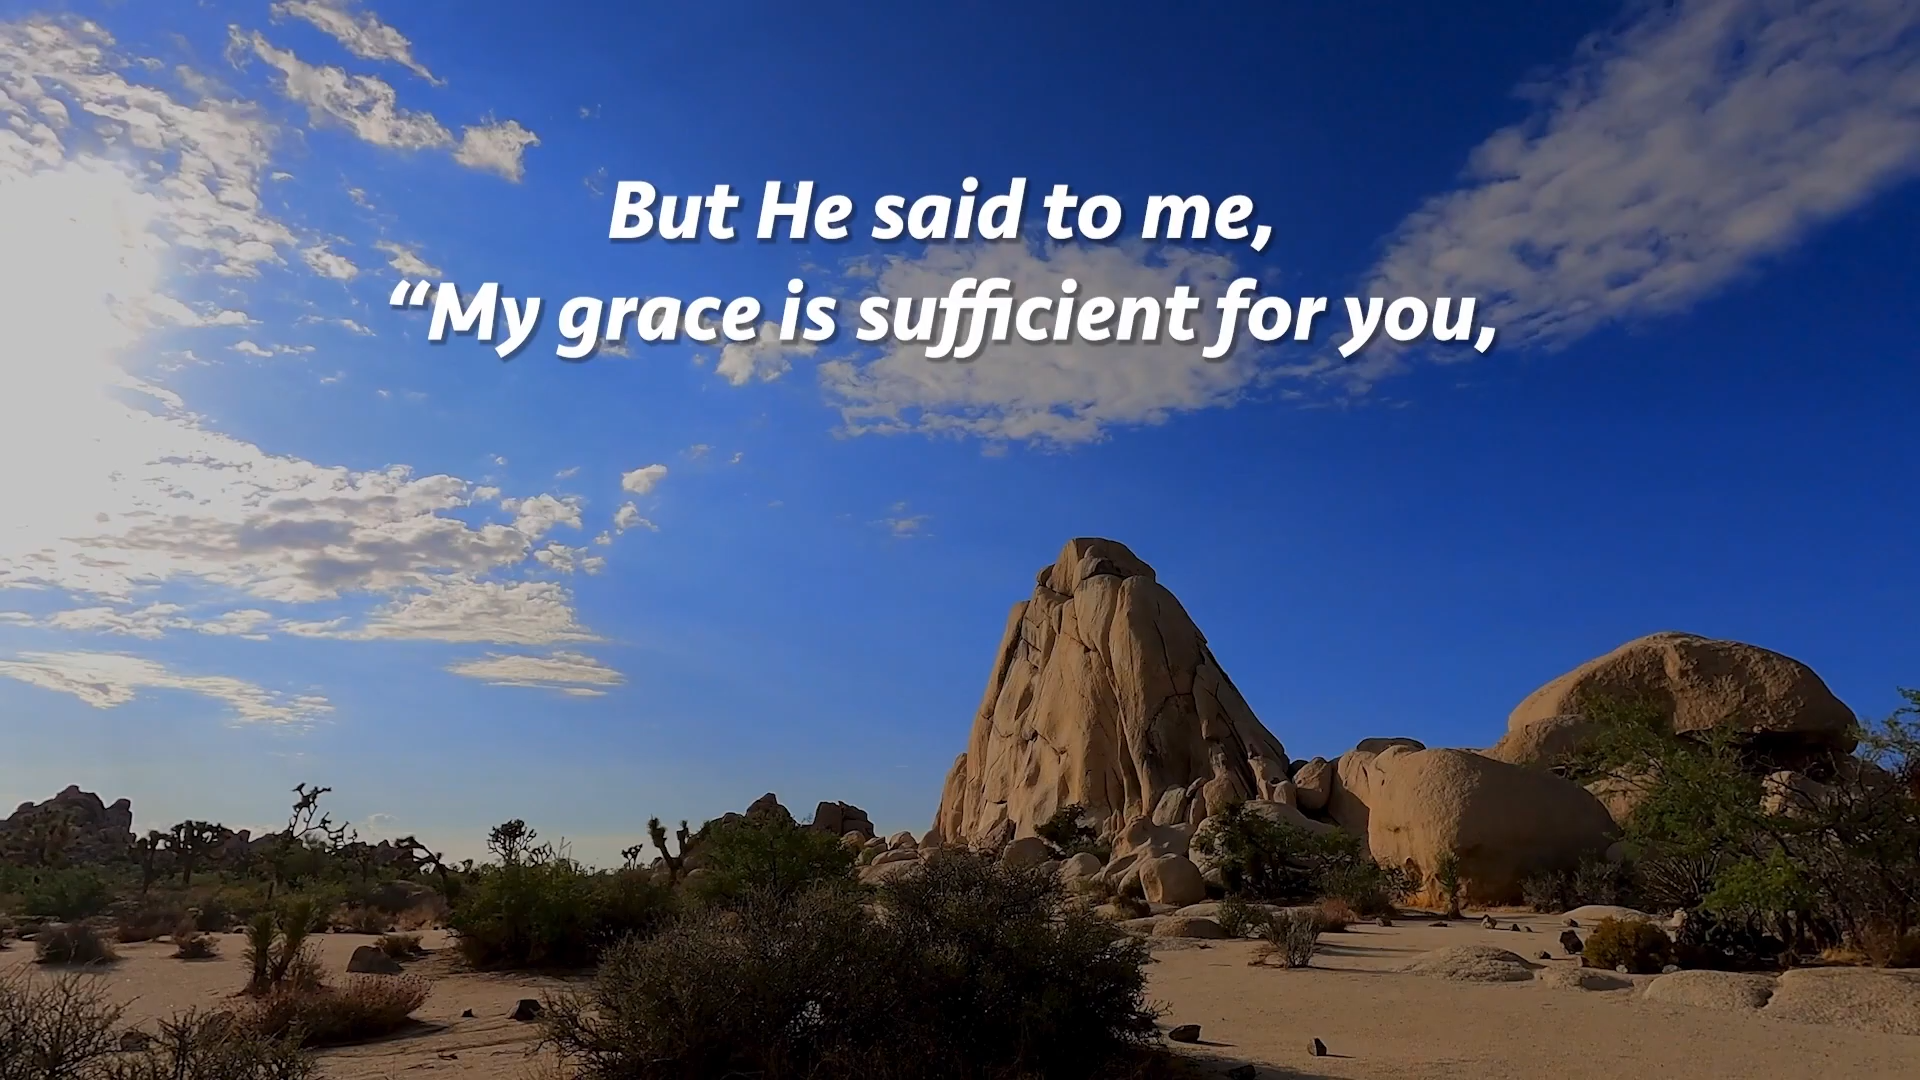 But He said to me,
“My grace is sufficient for you,